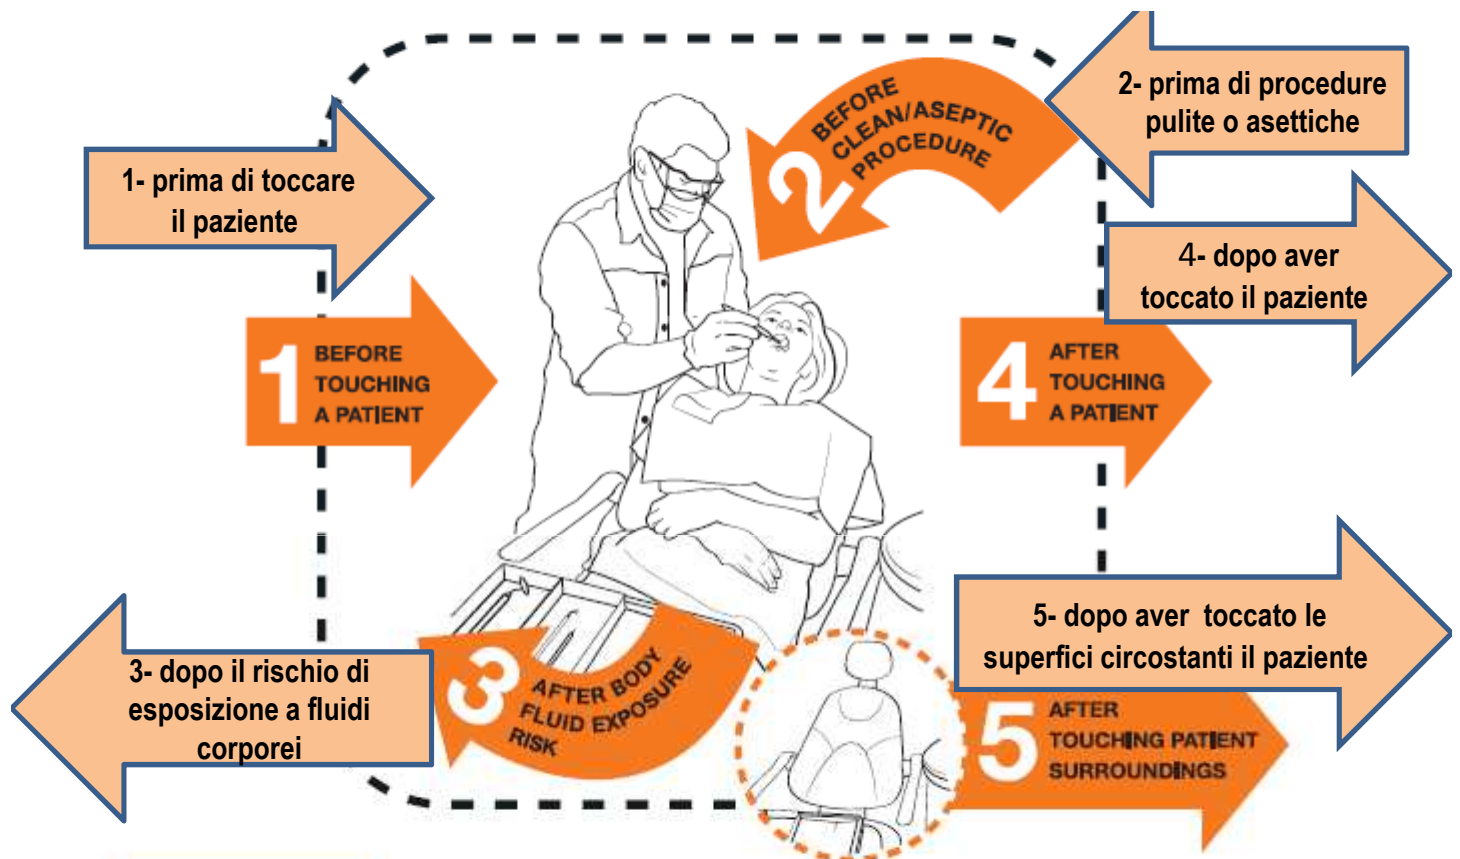 1- prima di toccare
il paziente
1
BEFORE
TOUCHING
A PATIENT
2
BEFORE
CLEAN/ASEPTIC
PROCEDURE
2- prima di procedure
pulite o asettiche
4- dopo aver
toccato il paziente
4
AFTER
TOUCHING
A PATIENT
3- dopo il rischio di
esposizione a fluidi
corporei
3
AFTER BODY
FLUID EXPOSURE
RISK
5- dopo aver  toccato le
superfici circostanti il paziente
5
AFTER
TOUCHING PATIENT
SURROUNDINGS